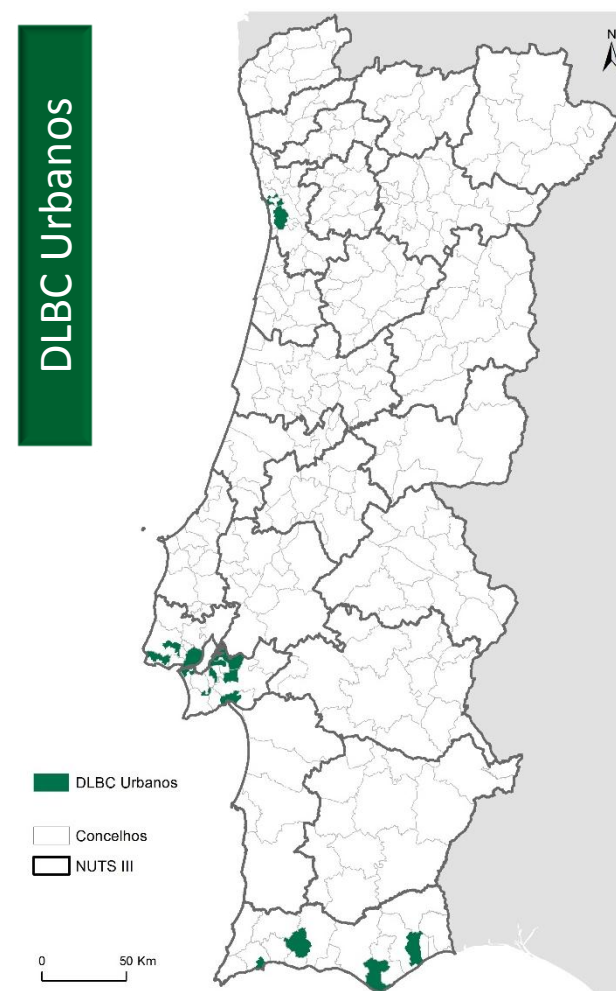 DLBC Urbanos
N
DLBC Urbanos
Concelhos
NUTS III
0 50 Km